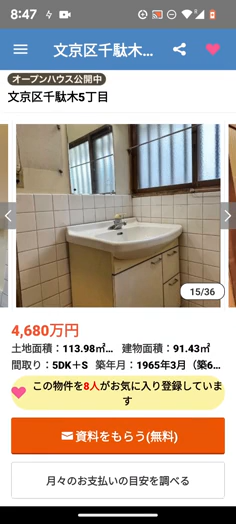 8:47
文京区千駄木...
オープンハウス公開中
文京区千駄木5丁目
15/36
4,680万円
土地面積：113.98㎡... 建物面積：91.43㎡
間取り：5DK＋S 築年月：1965年3月（築6...
この物件を8人がお気に入り登録していま
す
資料をもらう(無料)
月々のお支払いの目安を調べる